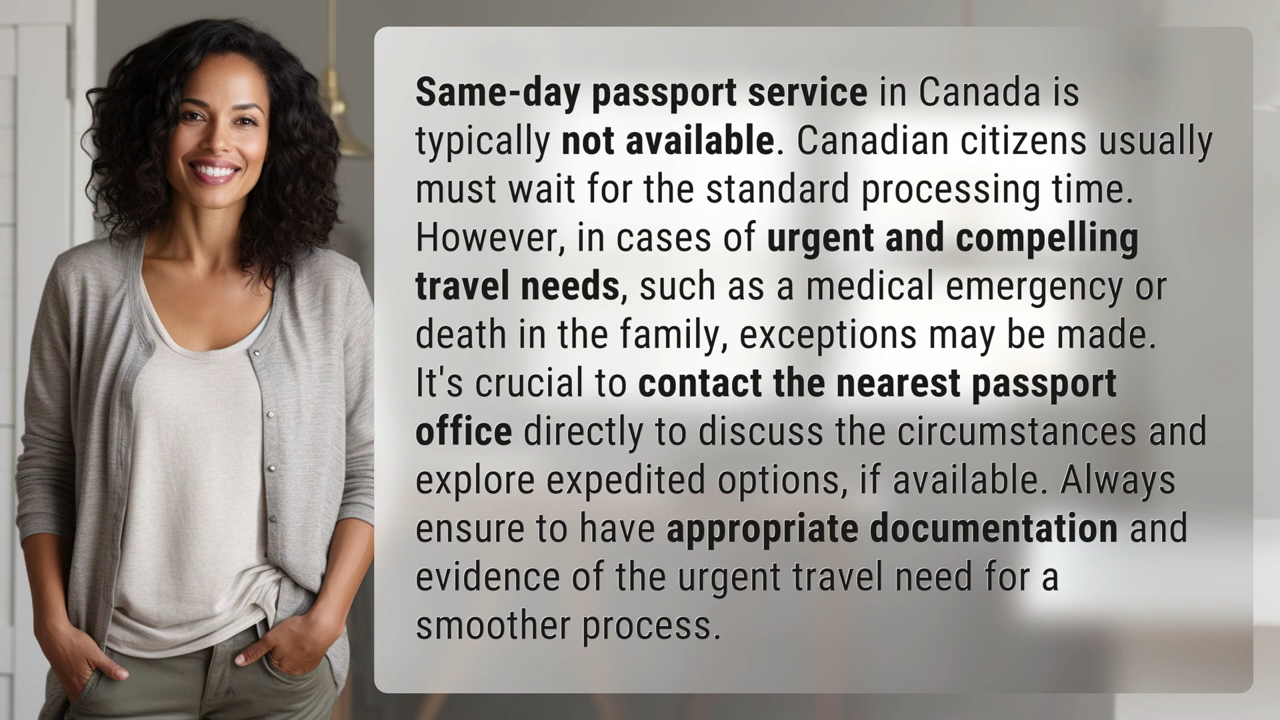 Same-day passport service in Canada is
typically not available. Canadian citizens usually
must wait for the standard processing time.
However, in cases of urgent and compelling
travel needs, such as a medical emergency or
death in the family, exceptions may be made.
It's crucial to contact the nearest passport
office directly to discuss the circumstances and
explore expedited options, if available. Always
ensure to have appropriate documentation and
evidence of the urgent travel need for a
smoother process.